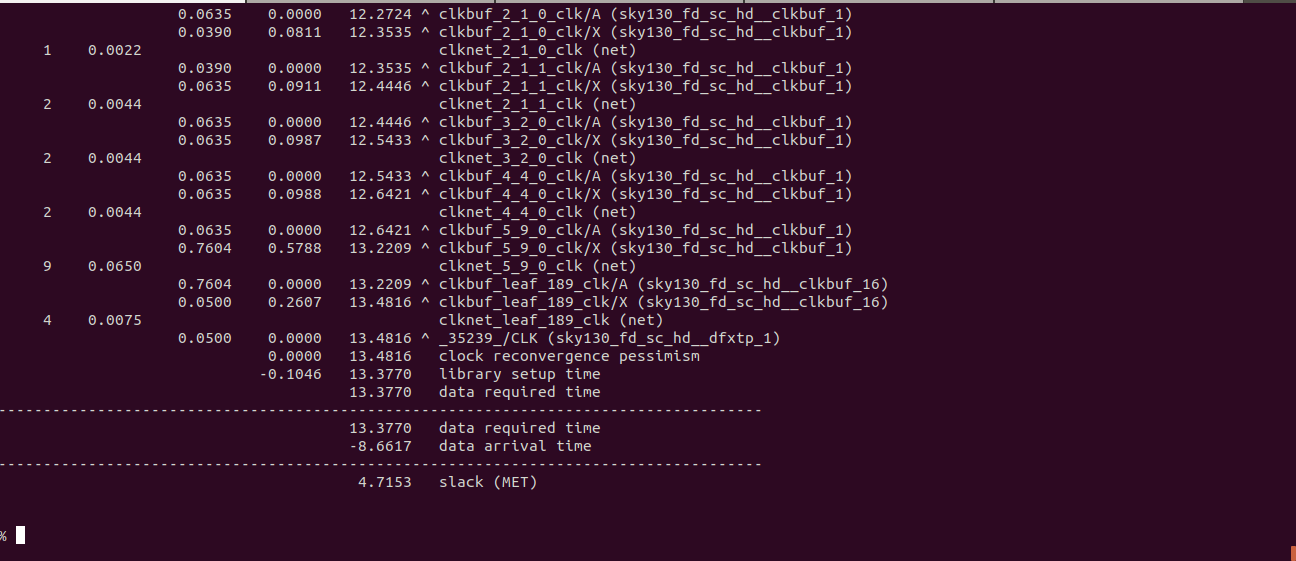 0.0635 0.0000 12.2724 ^ clkbuf_2_1_0_clk/A (sky130_fd_sc_hd__clkbuf_1)
0.0390 0.0811 12.3535 ^ clkbuf_2_1_0_clk/X (sky130_fd_sc_hd__clkbuf_1)
1 0.0022 clknet_2_1_0_clk (net)
0.0390 0.0000 12.3535 ^ clkbuf_2_1_1_clk/A (sky130_fd_sc_hd__clkbuf_1)
0.0635 0.0911 12.4446 ^ clkbuf_2_1_1_clk/X (sky130_fd_sc_hd__clkbuf_1)
2 0.0044 clknet_2_1_1_clk (net)
0.0635 0.0000 12.4446 ^ clkbuf_3_2_0_clk/A (sky130_fd_sc_hd__clkbuf_1)
0.0635 0.0987 12.5433 ^ clkbuf_3_2_0_clk/X (sky130_fd_sc_hd__clkbuf_1)
2 0.0044 clknet_3_2_0_clk (net)
0.0635 0.0000 12.5433 ^ clkbuf_4_4_0_clk/A (sky130_fd_sc_hd__clkbuf_1)
0.0635 0.0988 12.6421 ^ clkbuf_4_4_0_clk/X (sky130_fd_sc_hd__clkbuf_1)
2 0.0044 clknet_4_4_0_clk (net)
0.0635 0.0000 12.6421 ^ clkbuf_5_9_0_clk/A (sky130_fd_sc_hd__clkbuf_1)
0.7604 0.5788 13.2209 ^ clkbuf_5_9_0_clk/X (sky130_fd_sc_hd__clkbuf_1)
9 0.0650 clknet_5_9_0_clk (net)
0.7604 0.0000 13.2209 ^ clkbuf_leaf_189_clk/A (sky130_fd_sc_hd__clkbuf_16)
0.0500 0.2607 13.4816 ^ clkbuf_leaf_189_clk/X (sky130_fd_sc_hd__clkbuf_16)
4 0.0075 clknet_leaf_189_clk (net)
0.0500 0.0000 13.4816 ^ _35239_/CLK (sky130_fd_sc_hd__dfxtp_1)
0.0000 13.4816 clock reconvergence pessimism
-0.1046 13.3770 library setup time
13.3770 data required time
-------------------------------------------------------------------------------------
13.3770 data required time
-8.6617 data arrival time
-------------------------------------------------------------------------------------
4.7153 slack (MET)
%